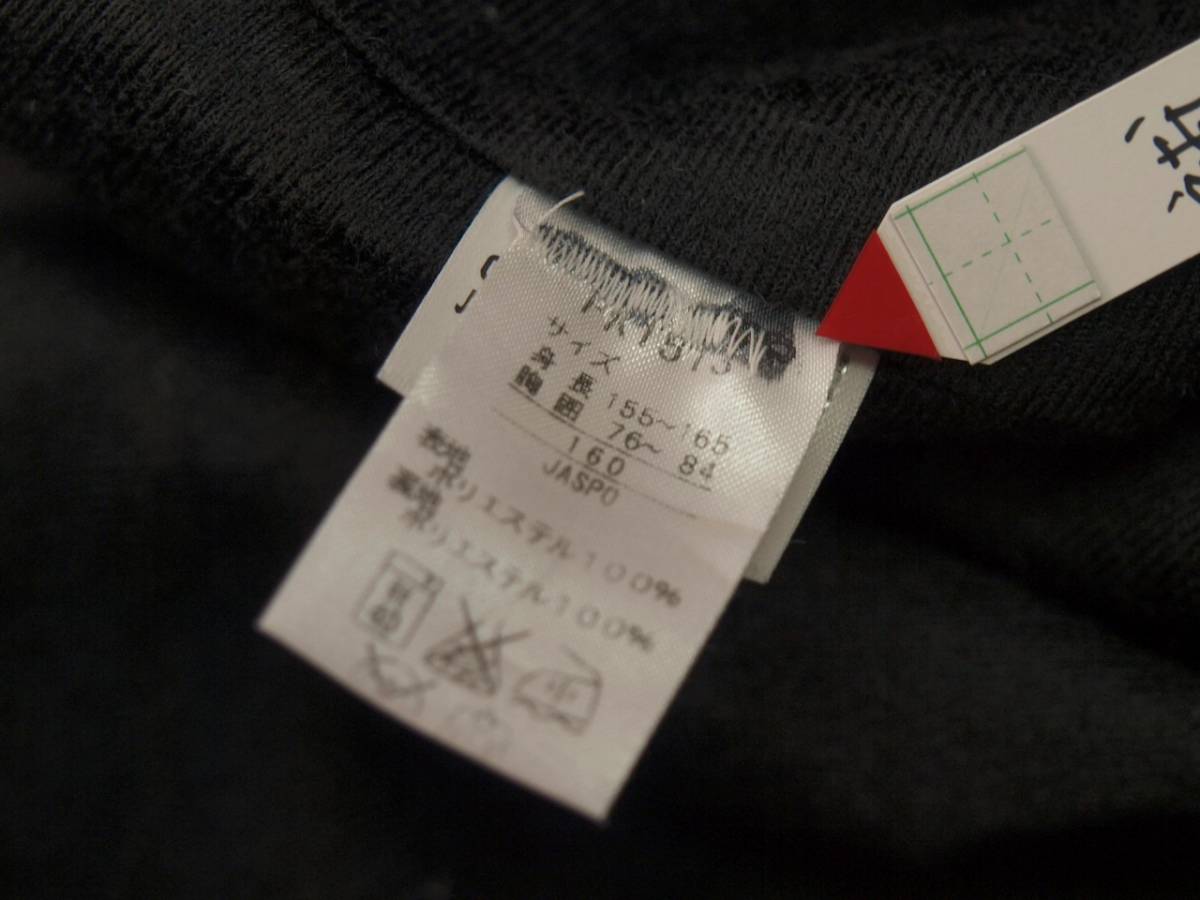 サイズ
身長 155~165
胸囲 76~ 84
160
JASPO
表地
ポリエステル100%
裏地
ポリエステル100%